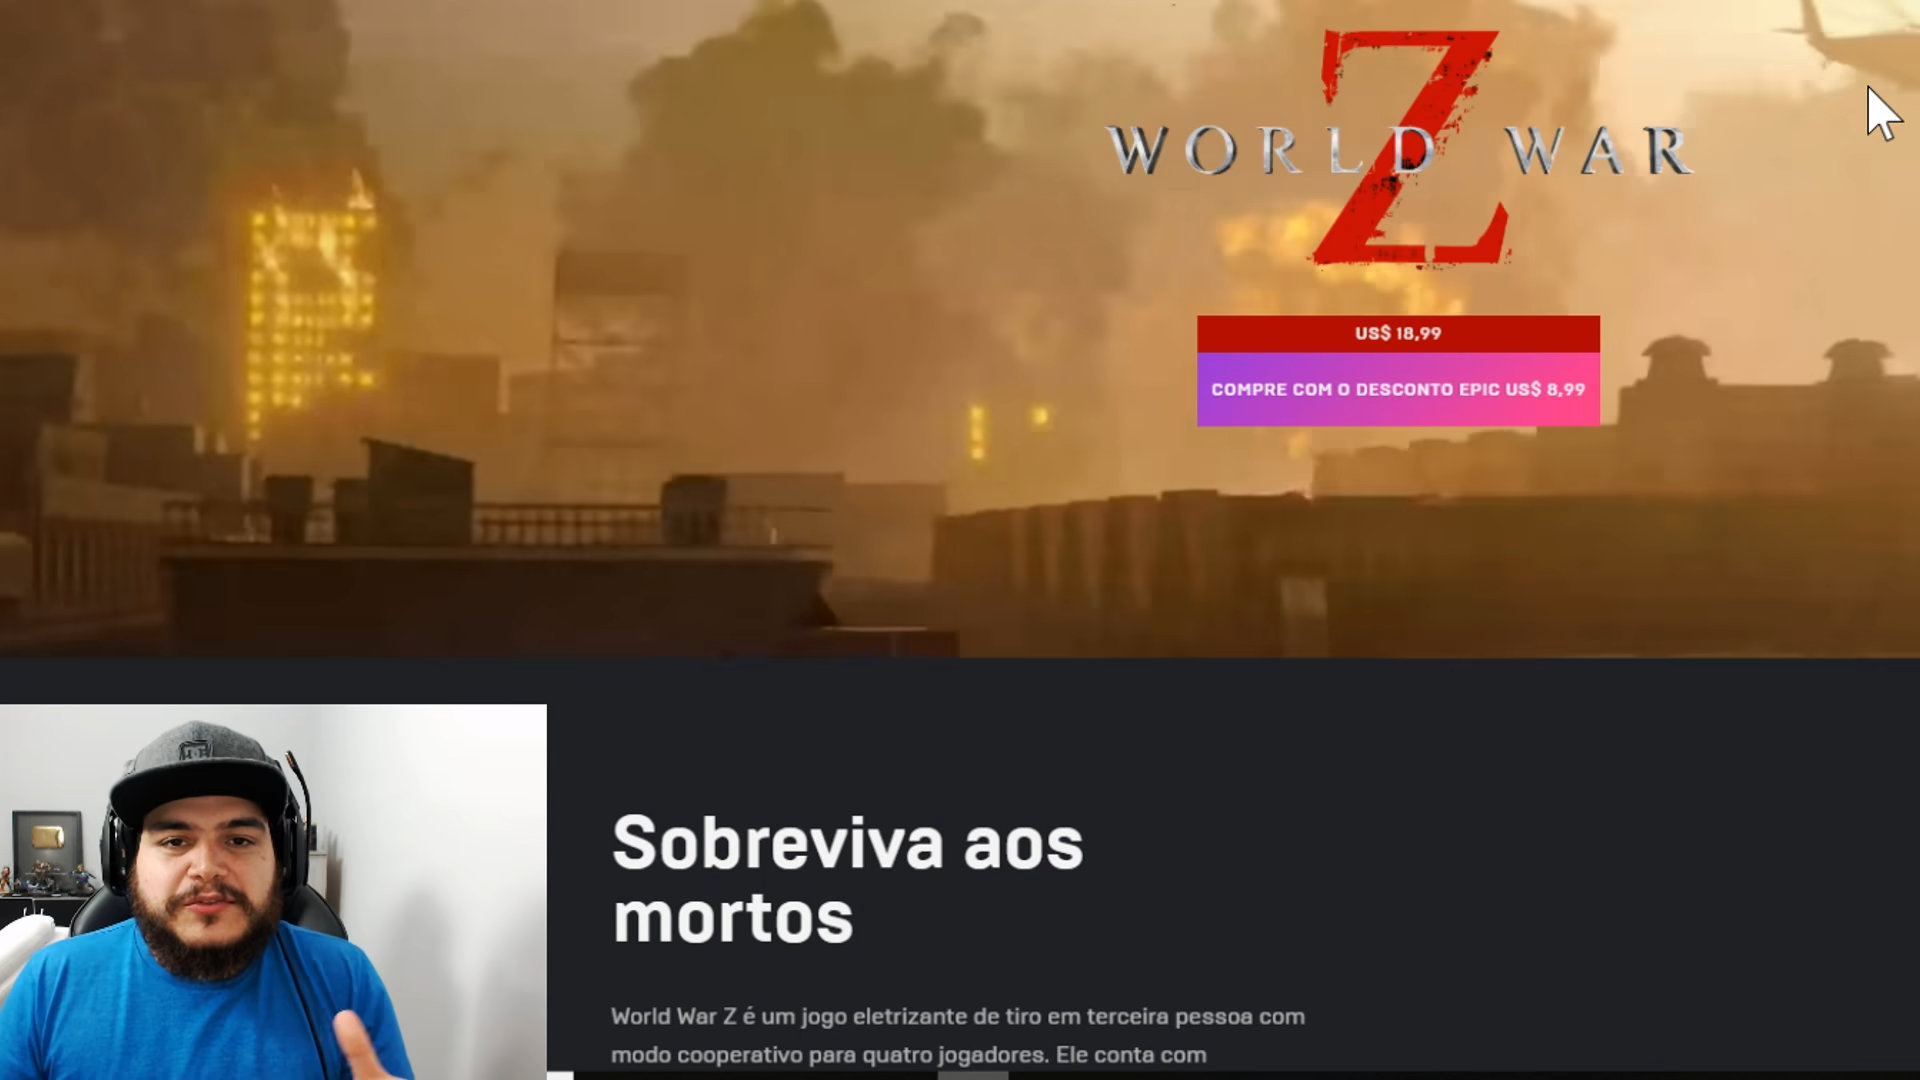 Z
WORLD WAR
US$ 18,99
COMPRE COM O DESCONTO EPIC US$ 8,99
Sobreviva aos
mortos
World War Z é um jogo eletrizante de tiro em terceira pessoa com
modo cooperativo para quatro jogadores. Ele conta com